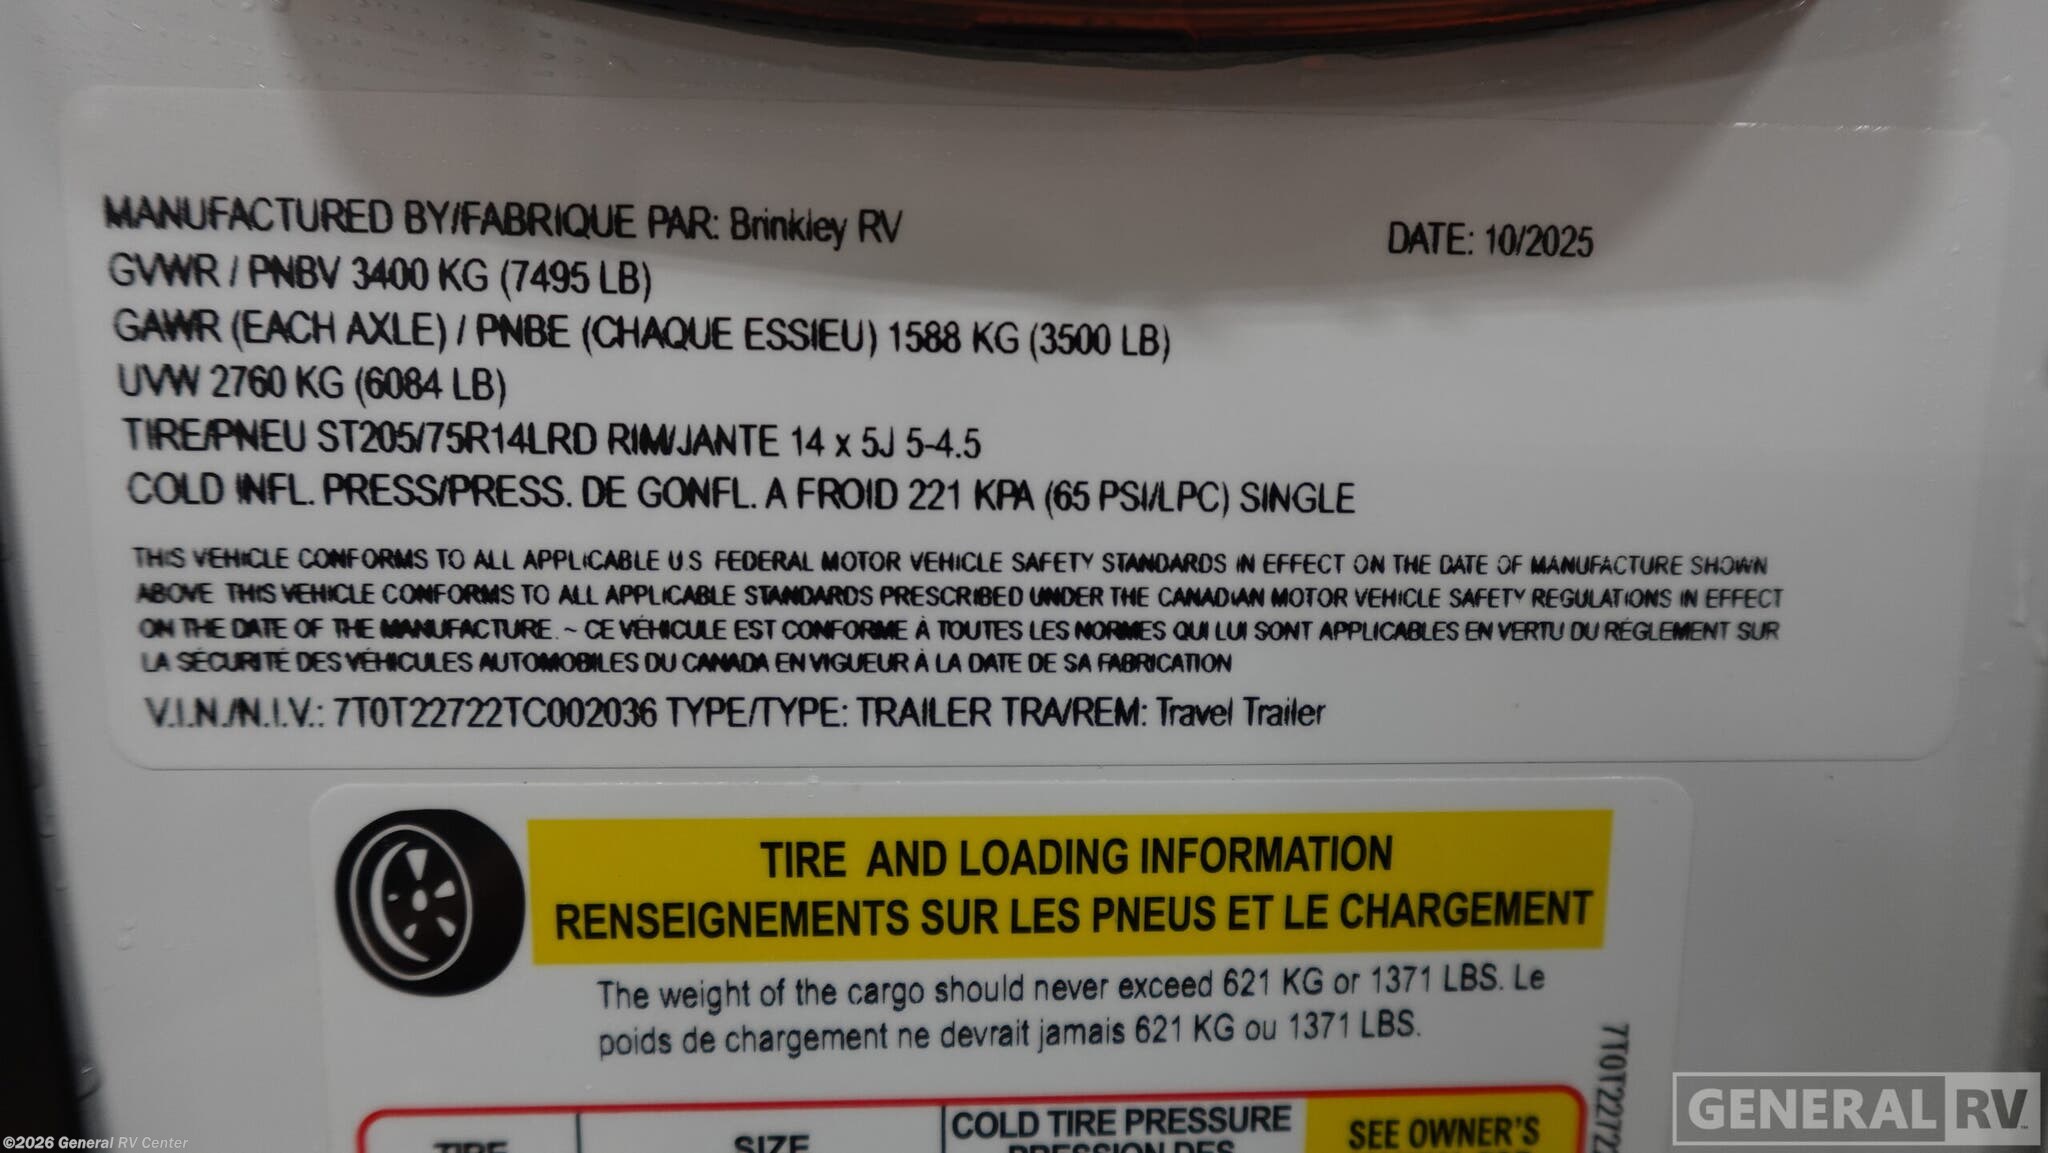 MANUFACTURED BY/FABRIQUE PAR: Brinkley RV DATE: 10/2025
GVWR / PNBV 3400 KG (7495 LB)
GAWR (EACH AXLE) / PNBE (CHAQUE ESSIEU) 1588 KG (3500 LB)
UVW 2760 KG (6084 LB)
TIRE/PNEU ST205/75R14LRD RIM/JANTE 14 x 5J 5-4.5
COLD INFL. PRESS/PRESS. DE GONFL. A FROID 221 KPA (65 PSI/LPC) SINGLE
THIS VEHICLE CONFORMS TO ALL APPLICABLE U.S FEDERAL MOTOR VEHICLE SAFETY STANDARDS IN EFFECT ON THE DATE OF MANUFACTURE SHOWN
ABOVE THIS VEHICLE CONFORMS TO ALL APPLICABLE STANDARDS PRESCRIBED UNDER THE CANADIAN MOTOR VEHICLE SAFETY REGULATIONS IN EFFECT
ON THE DATE OF THE MANUFACTURE. ~ CE VÉHICULE EST CONFORME À TOUTES LES NORMES QUI LUI SONT APPLICABLES EN VERTU DU RÉGLEMENT SUR
LA SÉCURITÉ DES VÉHICULES AUTOMOBILES DU CANADA EN VIGUEUR À LA DATE DE SA FABRICATION
V.I.N./N.I.V.: 7T0T22722TC002036 TYPE/TYPE: TRAILER TRA/REM: Travel Trailer
TIRE AND LOADING INFORMATION
RENSEIGNEMENTS SUR LES PNEUS ET LE CHARGEMENT
The weight of the cargo should never exceed 621 KG or 1371 LBS. Le
poids de chargement ne devrait jamais 621 KG ou 1371 LBS.
7T0T2272
TIRE SIZE COLD TIRE PRESSURE SEE OWNER'S
PRESSION DES
GENERAL RV
©2026 General RV Center